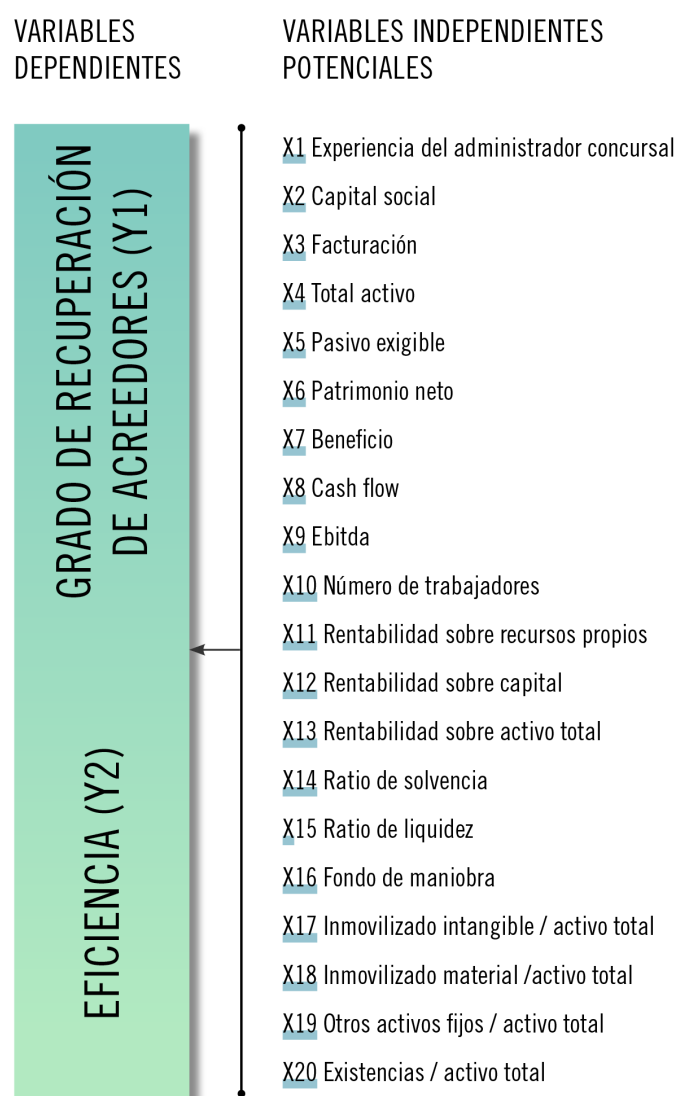 VARIABLES
DEPENDIENTES
GRADO DE RECUPERACIÓN
DE ACREEDORES (Y1)
EFICIENCIA (Y2)
VARIABLES INDEPENDIENTES
POTENCIALES
X1 Experiencia del administrador concursal
X2 Capital social
X3 Facturación
X4 Total activo
X5 Pasivo exigible
X6 Patrimonio neto
X7 Beneficio
X8 Cash flow
X9 Ebitda
X10 Número de trabajadores
X11 Rentabilidad sobre recursos propios
X12 Rentabilidad sobre capital
X13 Rentabilidad sobre activo total
X14 Ratio de solvencia
X15 Ratio de liquidez
X16 Fondo de maniobra
X17 Inmovilizado intangible / activo total
X18 Inmovilizado material /activo total
X19 Otros activos fijos / activo total
X20 Existencias / activo total